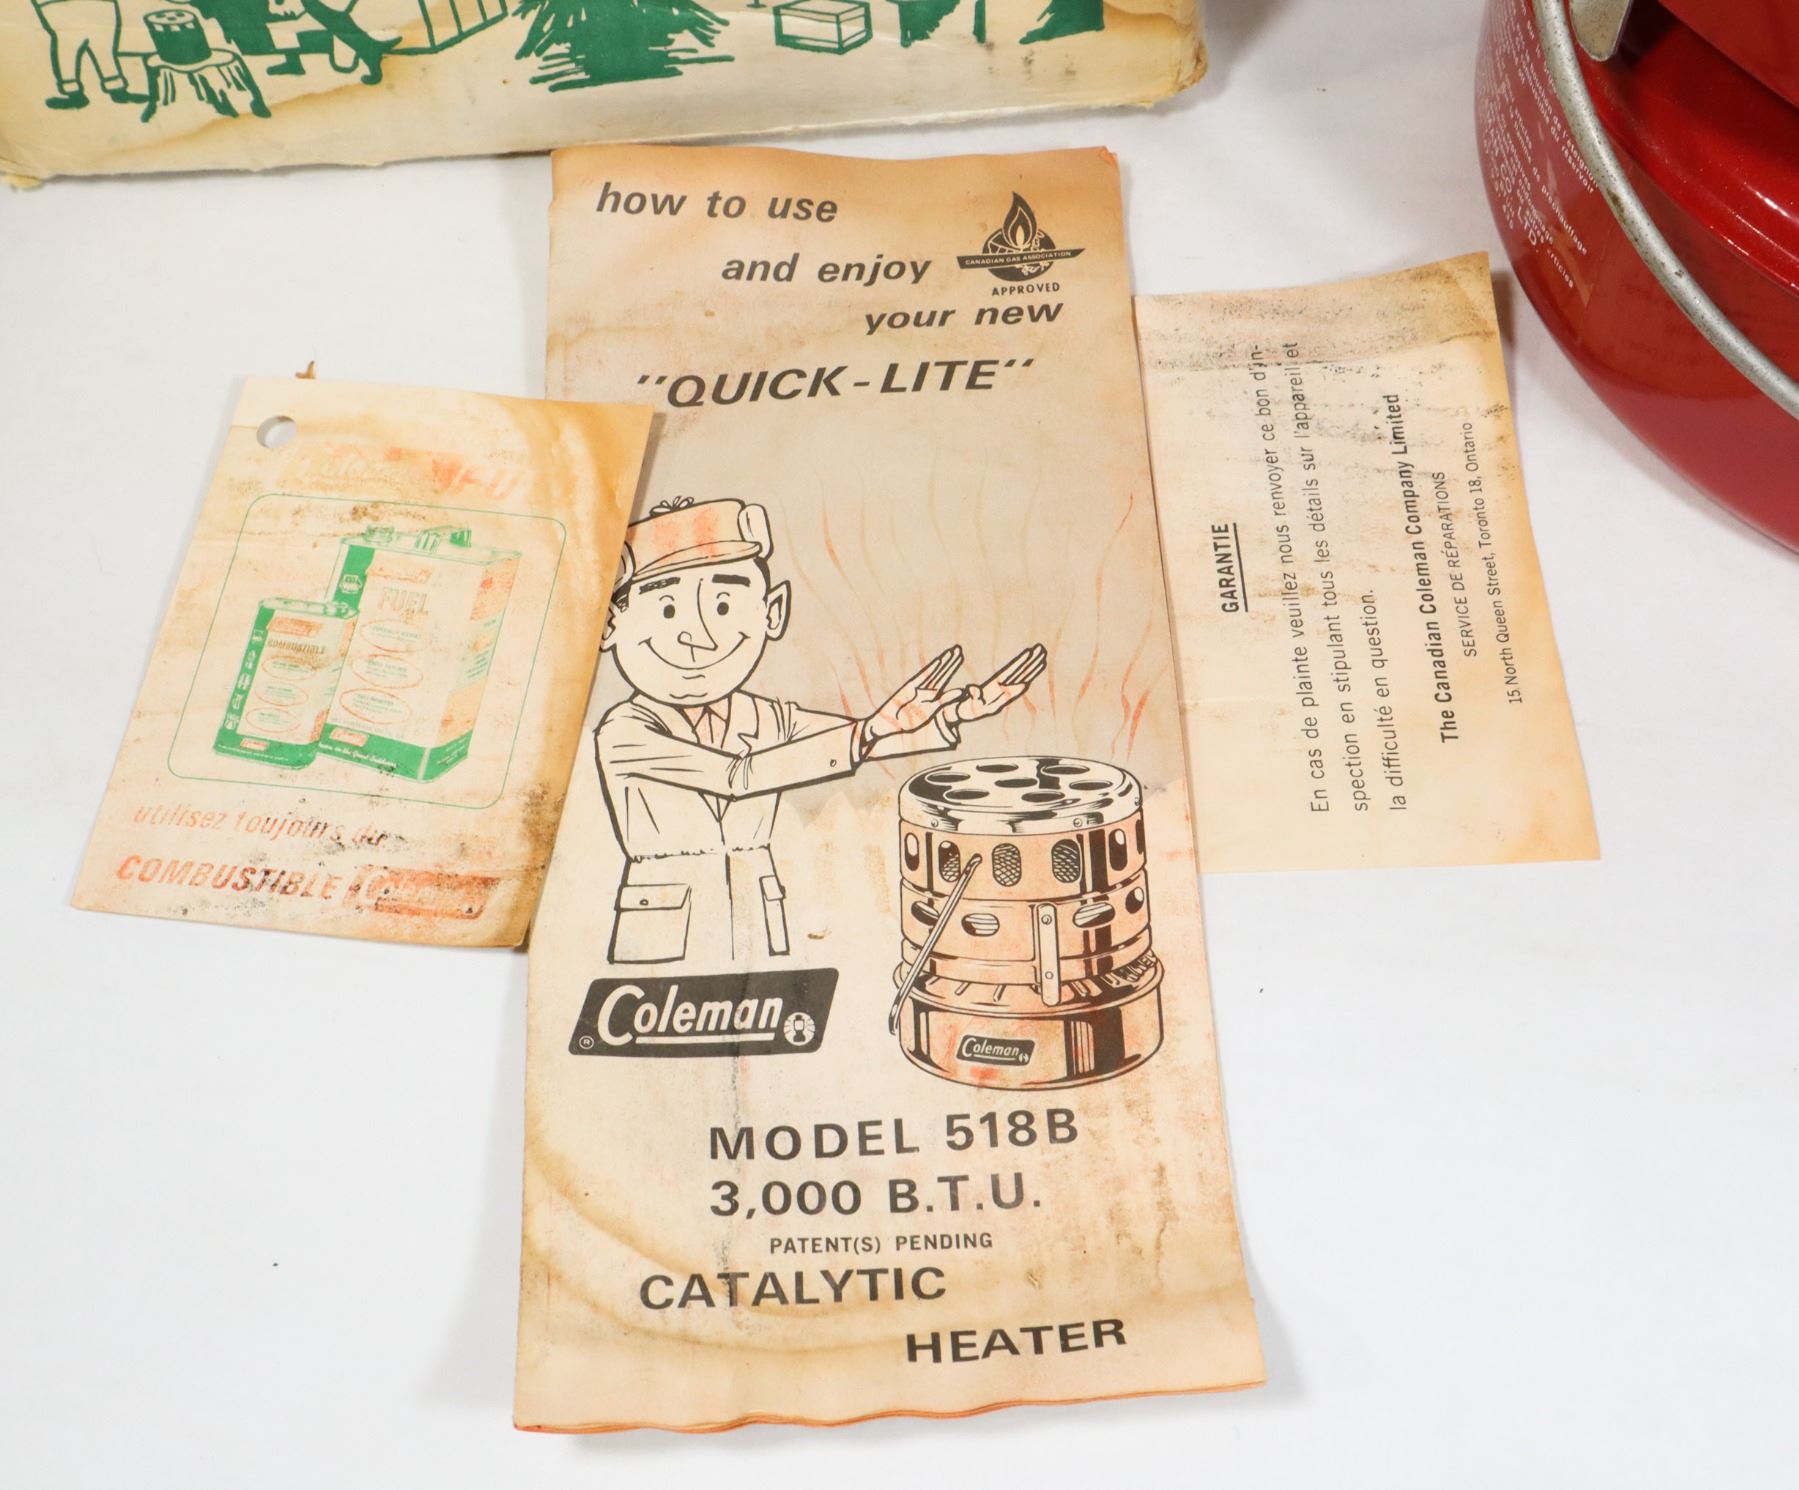 how to use
and enjoy
CANADIAN GAS ASSOCIATION
APPROVED
your new
"QUICK-LITE"
Coleman
®
Coleman
MODEL 518B
3,000 B.T.U.
PATENT(S) PENDING
CATALYTIC
HEATER
FUEL
COMBUSTIBLE
utilisez toujours du
COMBUSTIBLE
GARANTIE
En cas de plainte veuillez nous renvoyer ce bon d'in-
spection en stipulant tous les détails sur l'appareil et
la difficulté en question.
The Canadian Coleman Company Limited
SERVICE DE RÉPARATIONS
15 North Queen Street, Toronto 18, Ontario